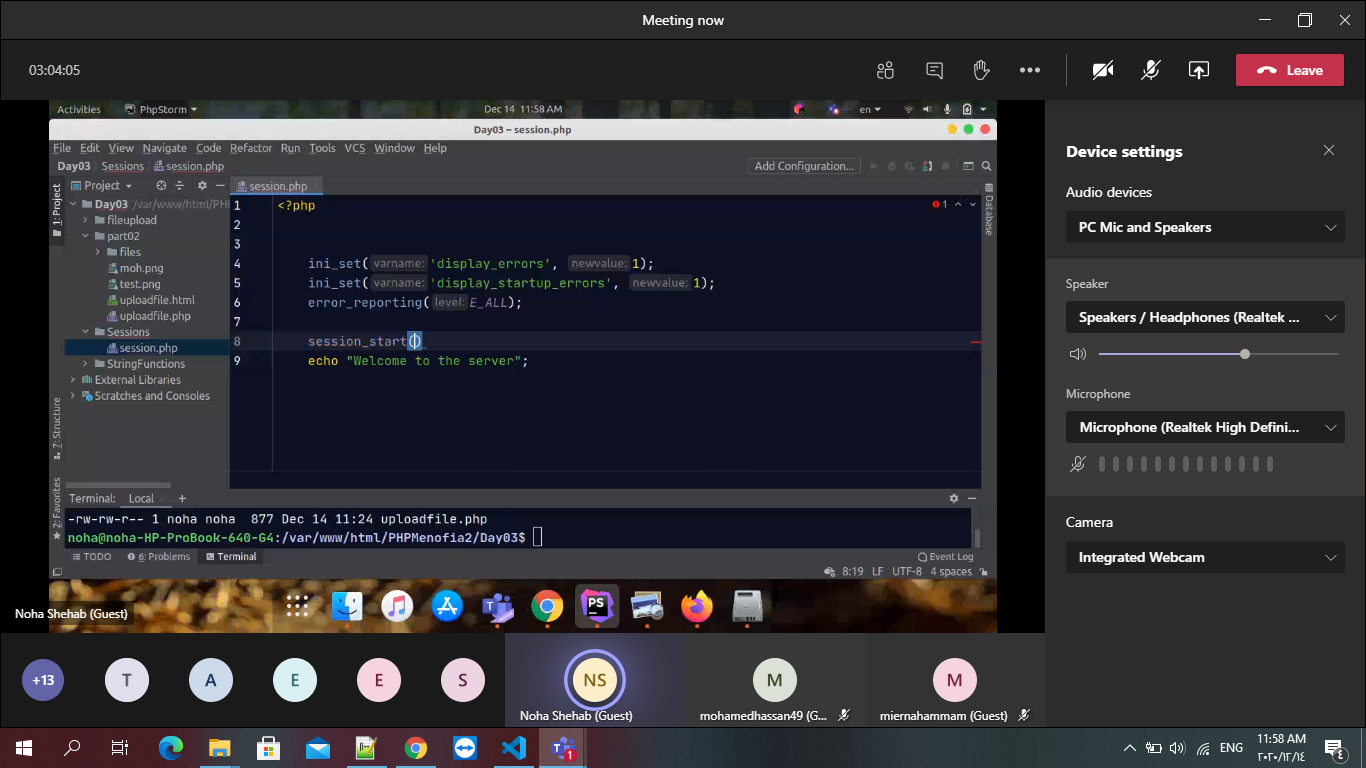 Meeting now
03:04:05
Leave
Activities
PhpStorm
Dec 14 11:58 AM
en
Day03 – session.php
File Edit View Navigate Code Refactor Run Tools VCS Window Help
Day03 Sessions session.php
Add Configuration...
Project
session.php
1: Project
Day03 /var/www/html/PHI
fileupload
part02
files
moh.png
test.png
uploadfile.html
uploadfile.php
Sessions
session.php
StringFunctions
External Libraries
Scratches and Consoles
7: Structure
2: Favorites
Database
1
1 <?php
2
3
4 ini_set( varname: 'display_errors', newvalue: 1);
5 ini_set( varname: 'display_startup_errors', newvalue: 1);
6 error_reporting( level: E_ALL);
7
8 session_start()
9 echo "Welcome to the server";
Terminal: Local +
-rw-rw-r-- 1 noha noha 877 Dec 14 11:24 uploadfile.php
noha@noha-HP-ProBook-640-G4:/var/www/html/PHPMenofia2/Day03$
TODO 6: Problems Terminal
Event Log
8:19 LF UTF-8 4 spaces
PS
Noha Shehab (Guest)
+13
T
A
E
E
S
NS
Noha Shehab (Guest)
M
mohamedhassan49 (G...
M
miernahammam (Guest)
Device settings
Audio devices
PC Mic and Speakers
Speaker
Speakers / Headphones (Realtek ...
Microphone
Microphone (Realtek High Defini...
Camera
Integrated Webcam
1
ENG
11:58 AM
٢٠٢٠/١٢/١٤
٤